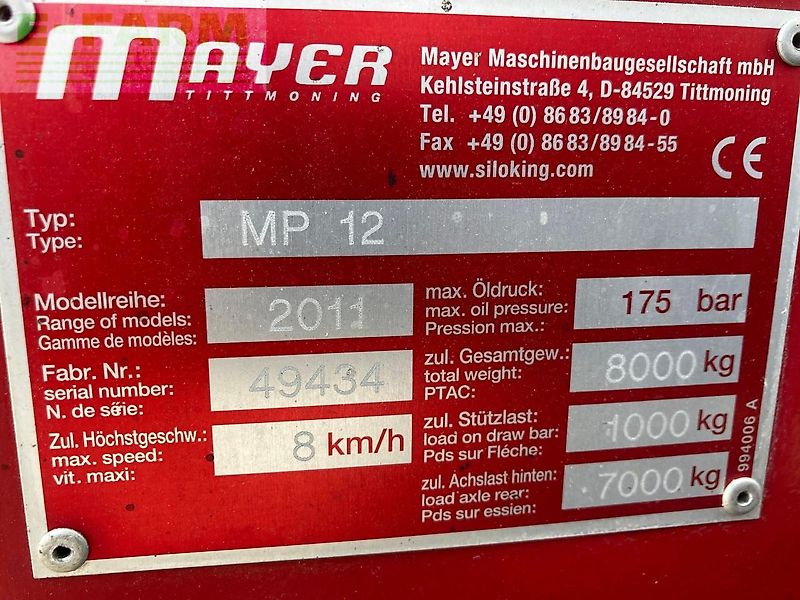 E-FARM
MAYER
TITTMONING
Mayer Maschinenbaugesellschaft mbH
Kehlsteinstraße 4, D-84529 Tittmoning
Tel. +49 (0) 86 83/89 84-0
Fax +49 (0) 86 83/89 84-55
www.siloking.com
CE
Typ:
Type:
MP 12
Modellreihe:
Range of models:
Gamme de modèles:
2011
max. Öldruck:
max. oil pressure:
Pression max.:
175 bar
Fabr. Nr.:
serial number:
N. de série:
49434
zul. Gesamtgew.:
total weight:
PTAC:
8000 kg
Zul. Höchstgeschw.:
max. speed:
vit. maxi:
8 km/h
zul. Stützlast:
load on draw bar:
Pds sur Fléche:
1000 kg
zul. Achslast hinten:
load axle rear:
Pds sur essien:
7000 kg
994006 A